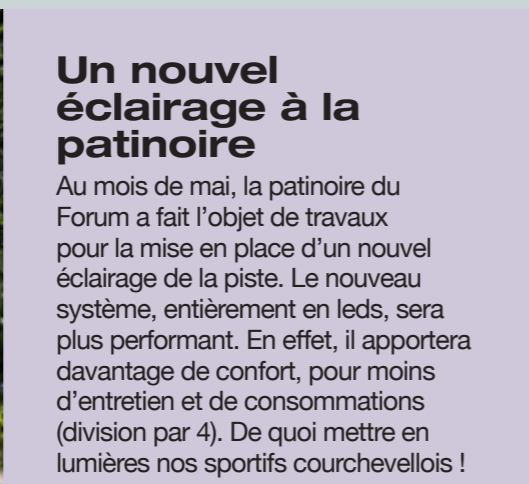 Un nouvel
éclairage à la
patinoire
Au mois de mai, la patinoire du
Forum a fait l’objet de travaux
pour la mise en place d’un nouvel
éclairage de la piste. Le nouveau
système, entièrement en leds, sera
plus performant. En effet, il apportera
davantage de confort, pour moins
d’entretien et de consommations
(division par 4). De quoi mettre en
lumières nos sportifs courchevellois !